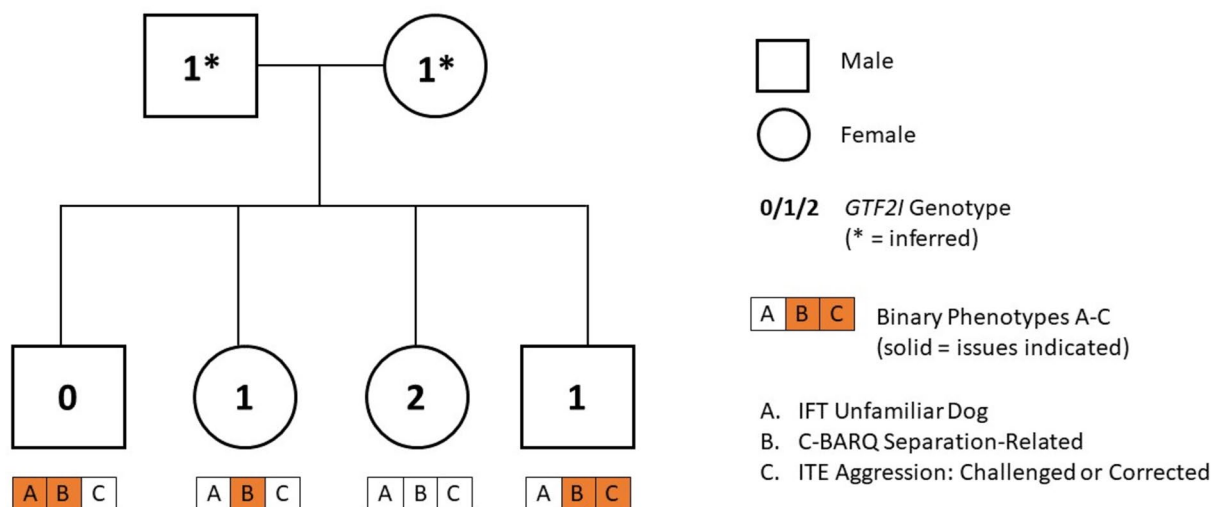 1* 1*
Male
Female
0/1/2 GTF2I Genotype
(* = inferred)
A B C Binary Phenotypes A-C
(solid = issues indicated)
0 1 2 1
A. IFT Unfamiliar Dog
B. C-BARQ Separation-Related
C. ITE Aggression: Challenged or Corrected
A B C A B C A B C A B C